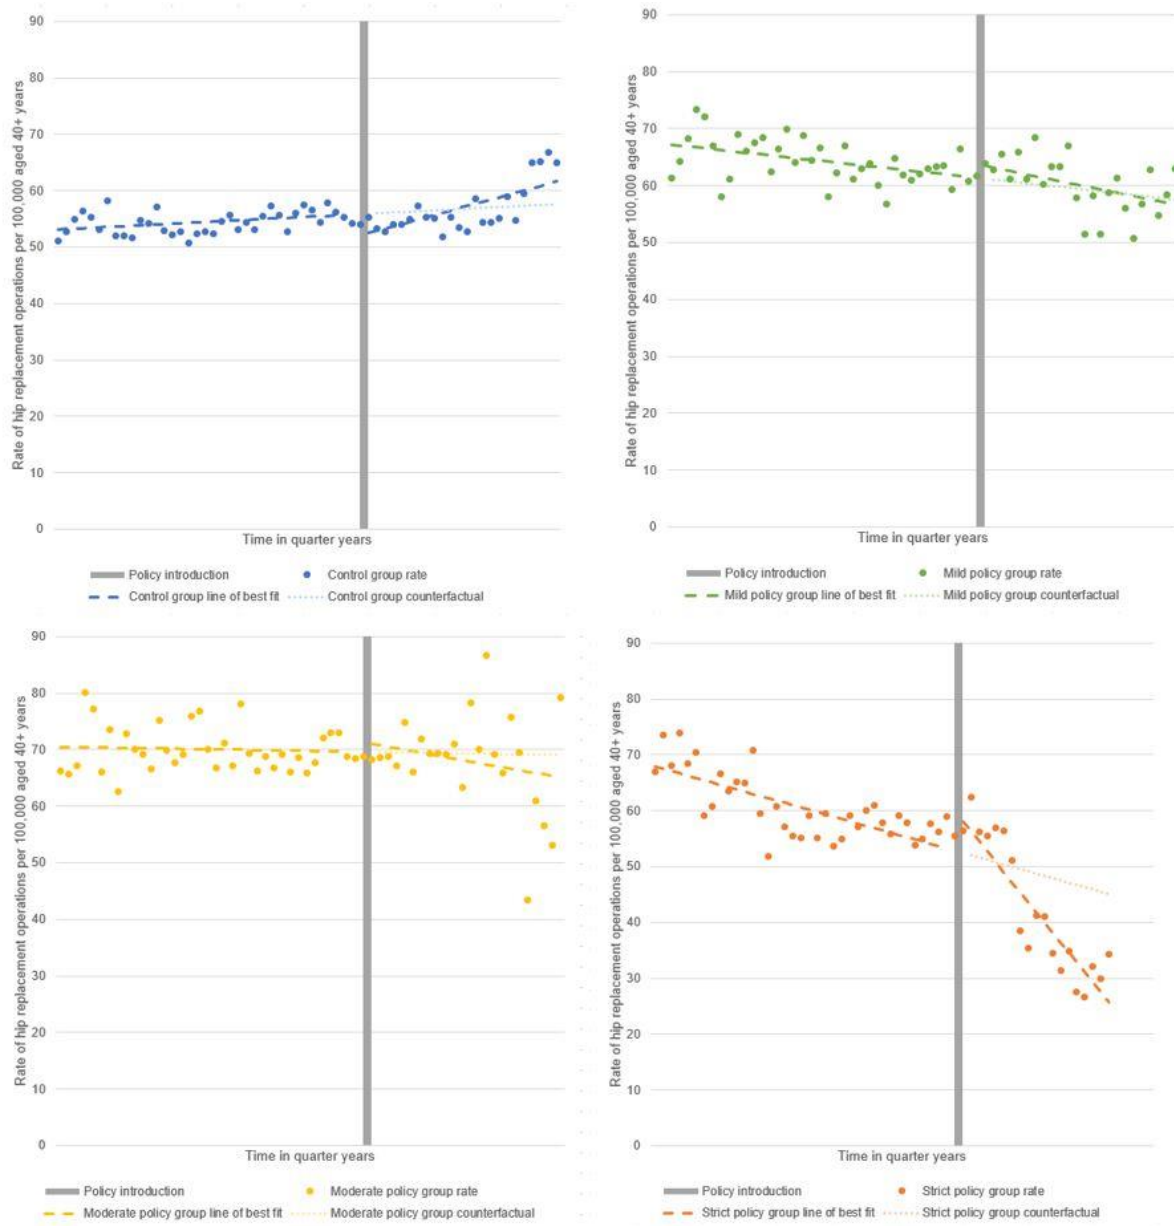 Rate of hip replacement operations per 100,000 aged 40+ years
90
80
70
60
50
40
30
20
10
0
Time in quarter years
Policy introduction Control group rate
Control group line of best fit Control group counterfactual
Rate of hip replacement operations per 100,000 aged 40+ years
90
80
70
60
50
40
30
20
10
0
Time in quarter years
Policy introduction Mild policy group rate
Mild policy group line of best fit Mild policy group counterfactual
Rate of hip replacement operations per 100,000 aged 40+ years
90
80
70
60
50
40
30
20
10
0
Time in quarter years
Policy introduction Moderate policy group rate
Moderate policy group line of best fit Moderate policy group counterfactual
Rate of hip replacement operations per 100,000 aged 40+ years
90
80
70
60
50
40
30
20
10
0
Time in quarter years
Policy introduction Strict policy group rate
Strict policy group line of best fit Strict policy group counterfactual